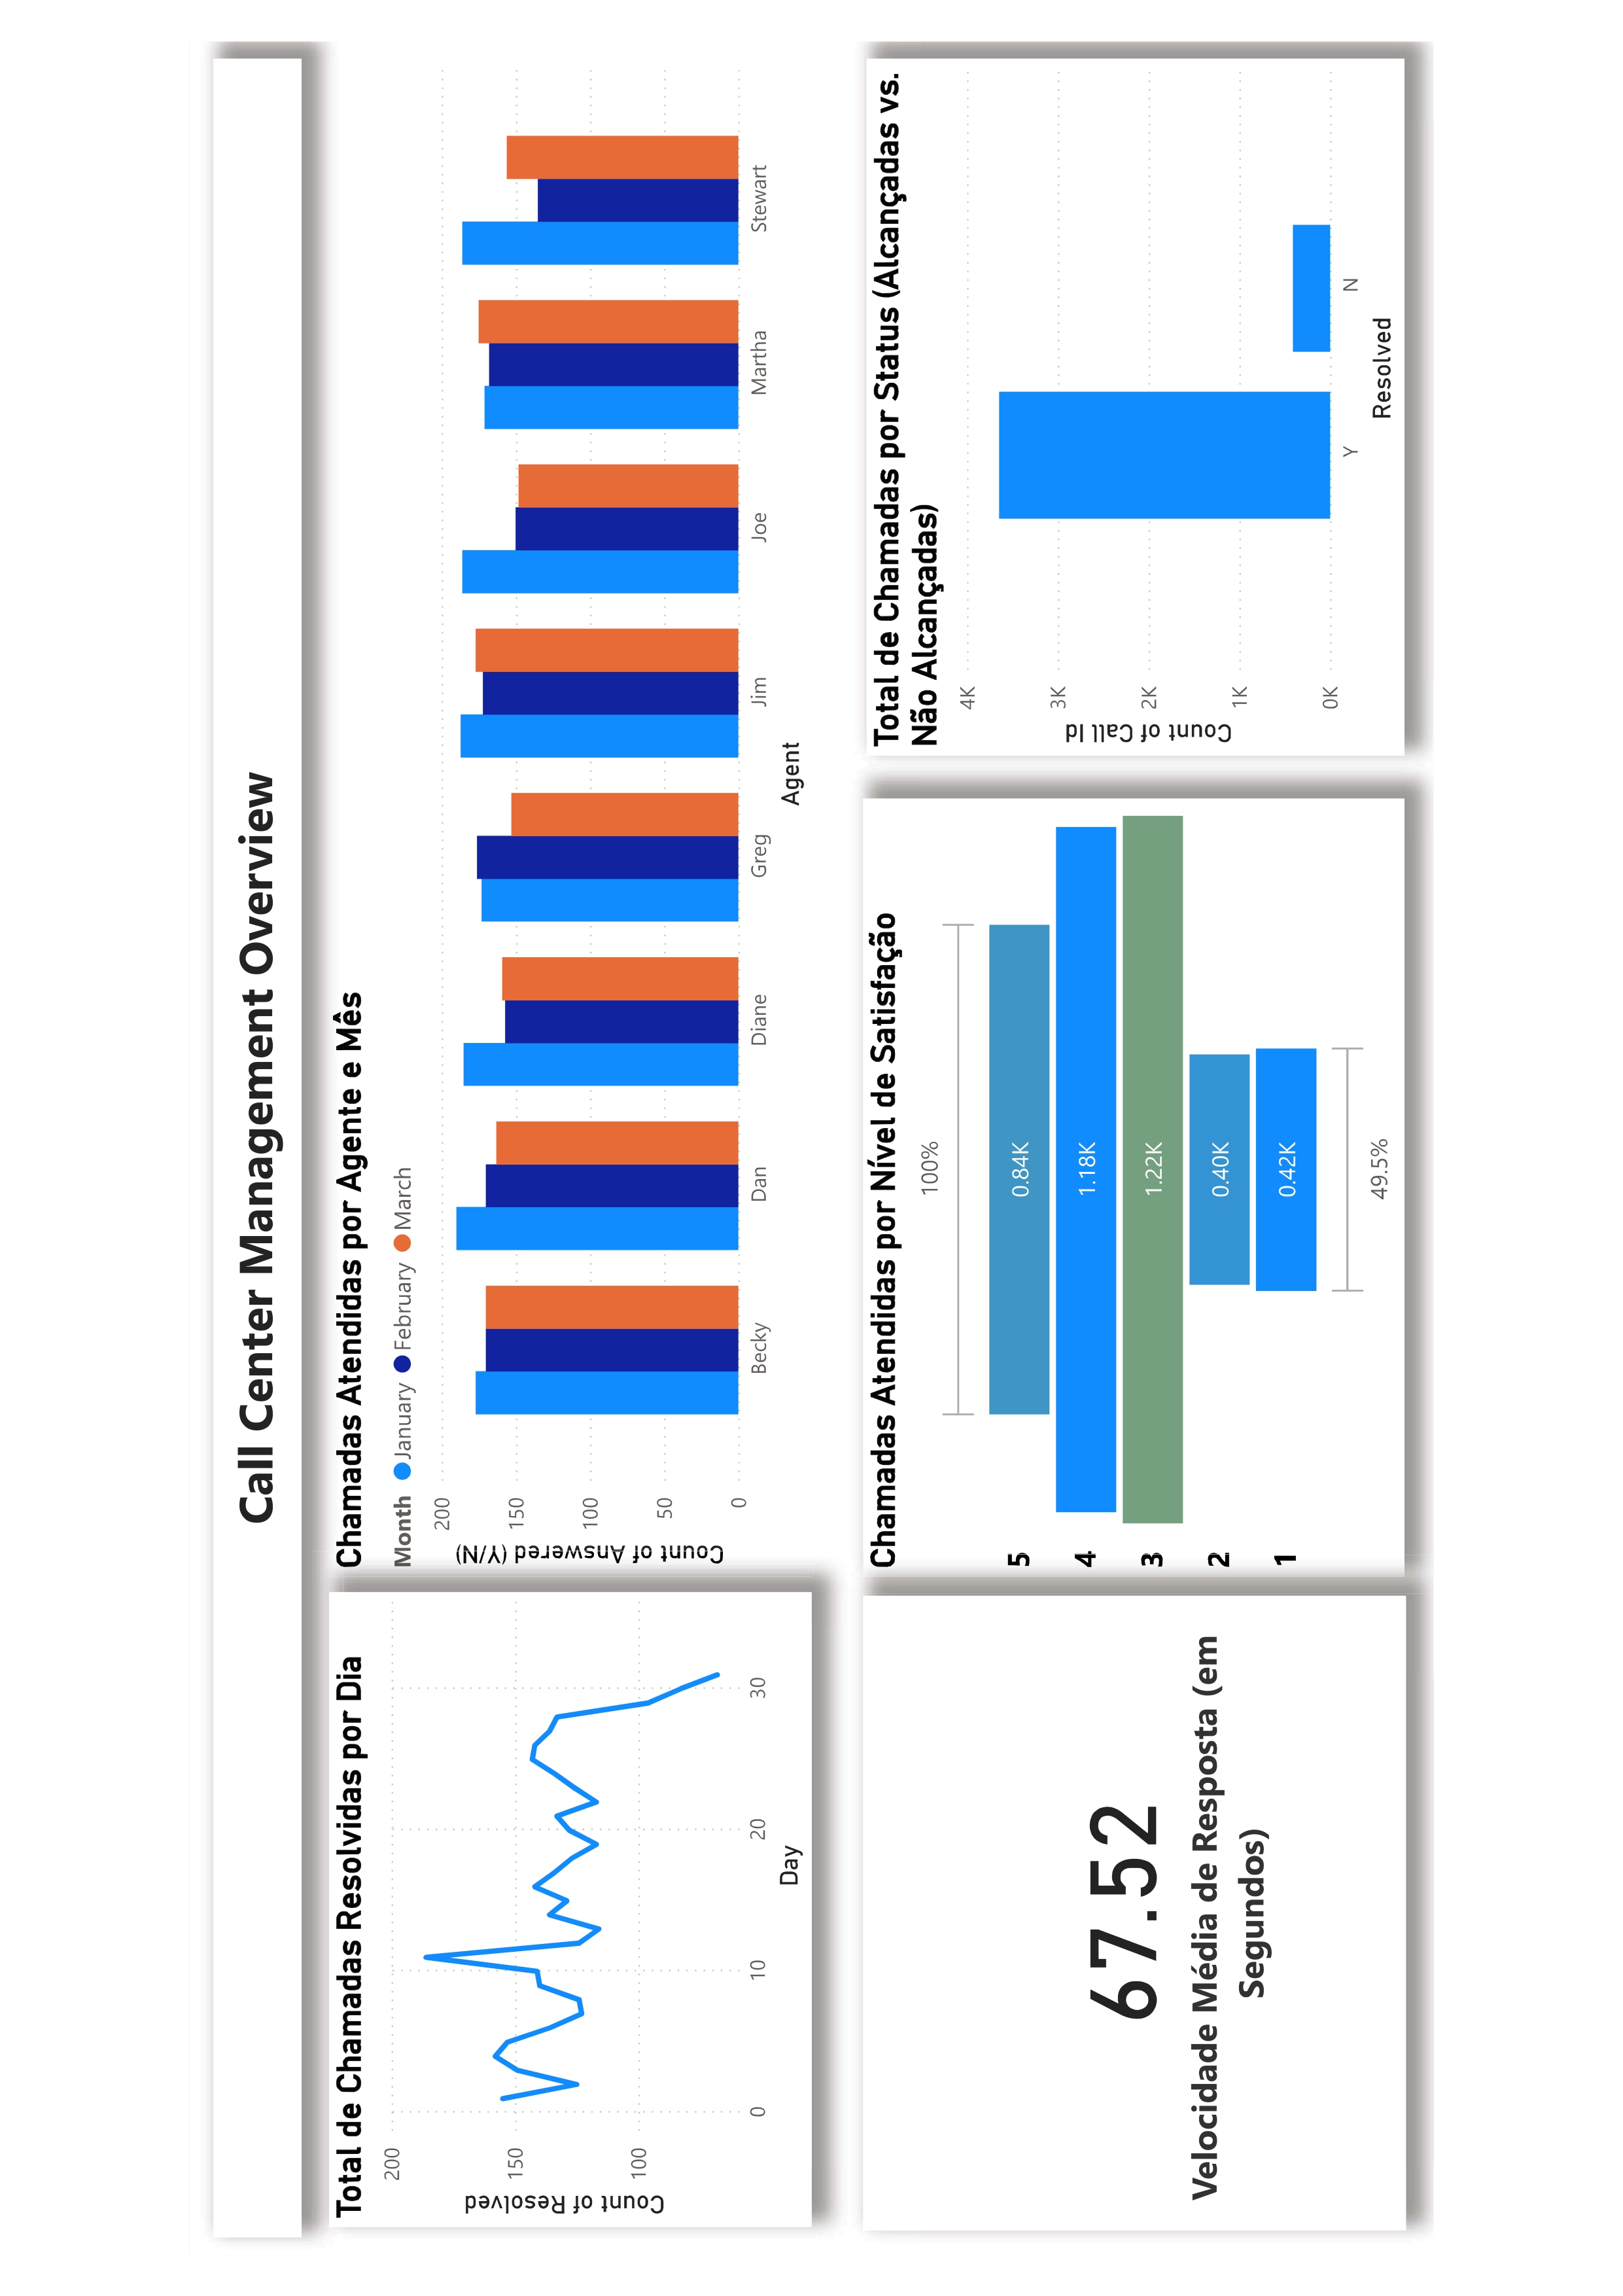 Call Center Management Overview
Total de Chamadas Resolvidas por Dia
200
150
100
Count of Resolved
0 10 20 30
Day
Chamadas Atendidas por Agente e Mês
Month January February March
200
150
100
50
0
Count of Answered (Y/N)
Becky Dan Diane Greg Jim Joe Martha Stewart
Agent
67.52
Velocidade Média de Resposta (em
Segundos)
Chamadas Atendidas por Nível de Satisfação
100%
5 0.84K
4 1.18K
3 1.22K
2 0.40K
1 0.42K
49.5%
Total de Chamadas por Status (Alcançadas vs.
Não Alcançadas)
4K
3K
2K
1K
0K
Count of Call Id
Y N
Resolved